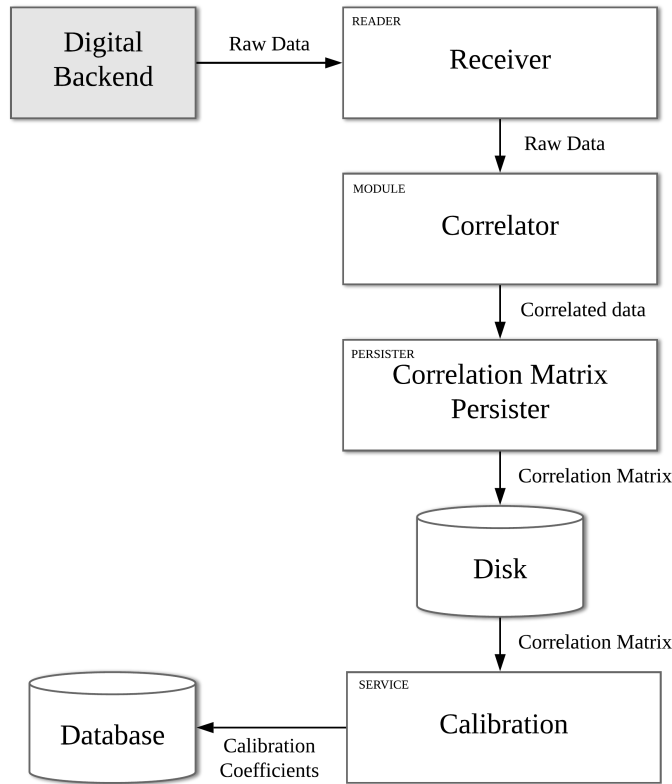 Digital
Backend
Raw Data
READER
Receiver
Raw Data
MODULE
Correlator
Correlated data
PERSISTER
Correlation Matrix
Persister
Correlation Matrix
Disk
Correlation Matrix
SERVICE
Calibration
Calibration
Coefficients
Database